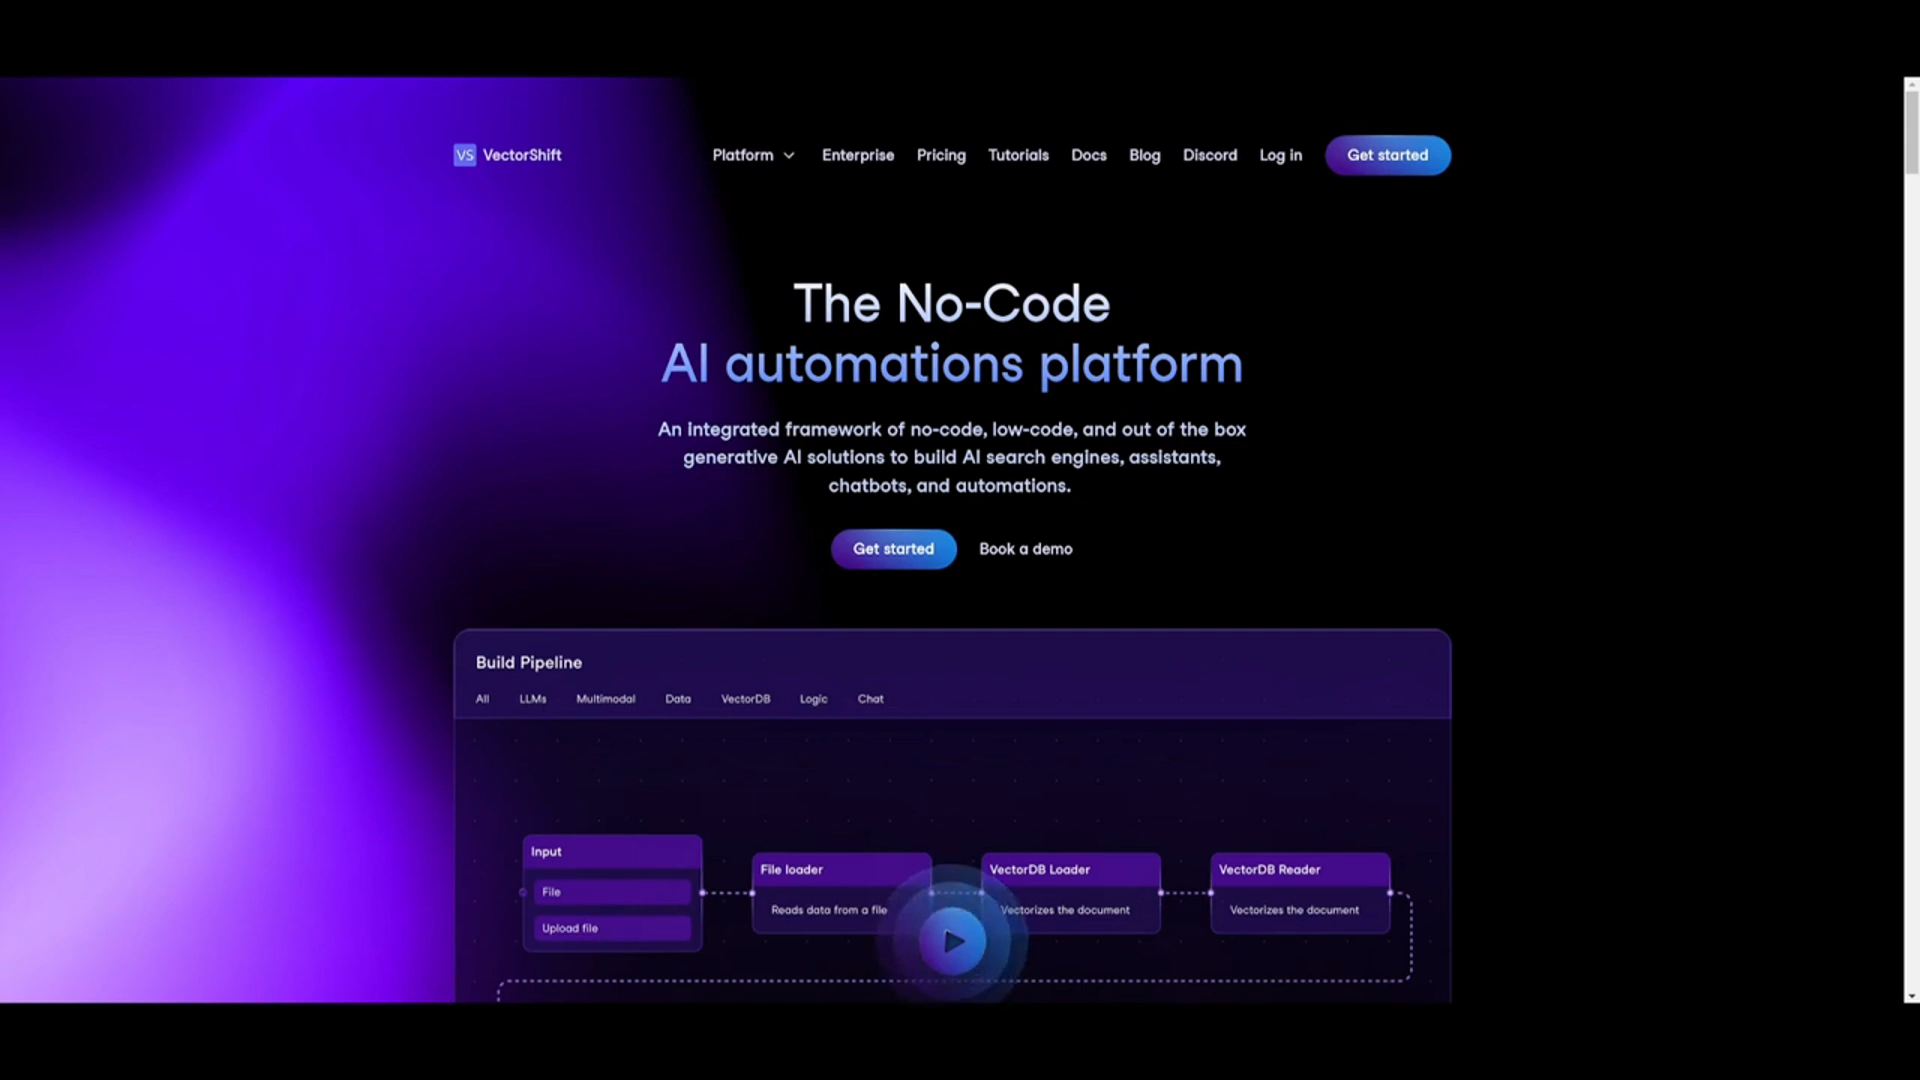 VS VectorShift
Platform Enterprise Pricing Tutorials Docs Blog Discord Log in Get started
The No-Code
AI automations platform
An integrated framework of no-code, low-code, and out of the box
generative AI solutions to build AI search engines, assistants,
chatbots, and automations.
Get started Book a demo
Build Pipeline
All LLMs Multimodal Data VectorDB Logic Chat
Input
File
Upload file
File loader
Reads data from a file
VectorDB Loader
Vectorizes the document
VectorDB Reader
Vectorizes the document